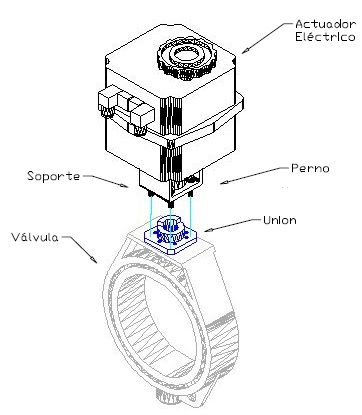 Actuador
Eléctrico
Perno
Soporte
Union
Válvula